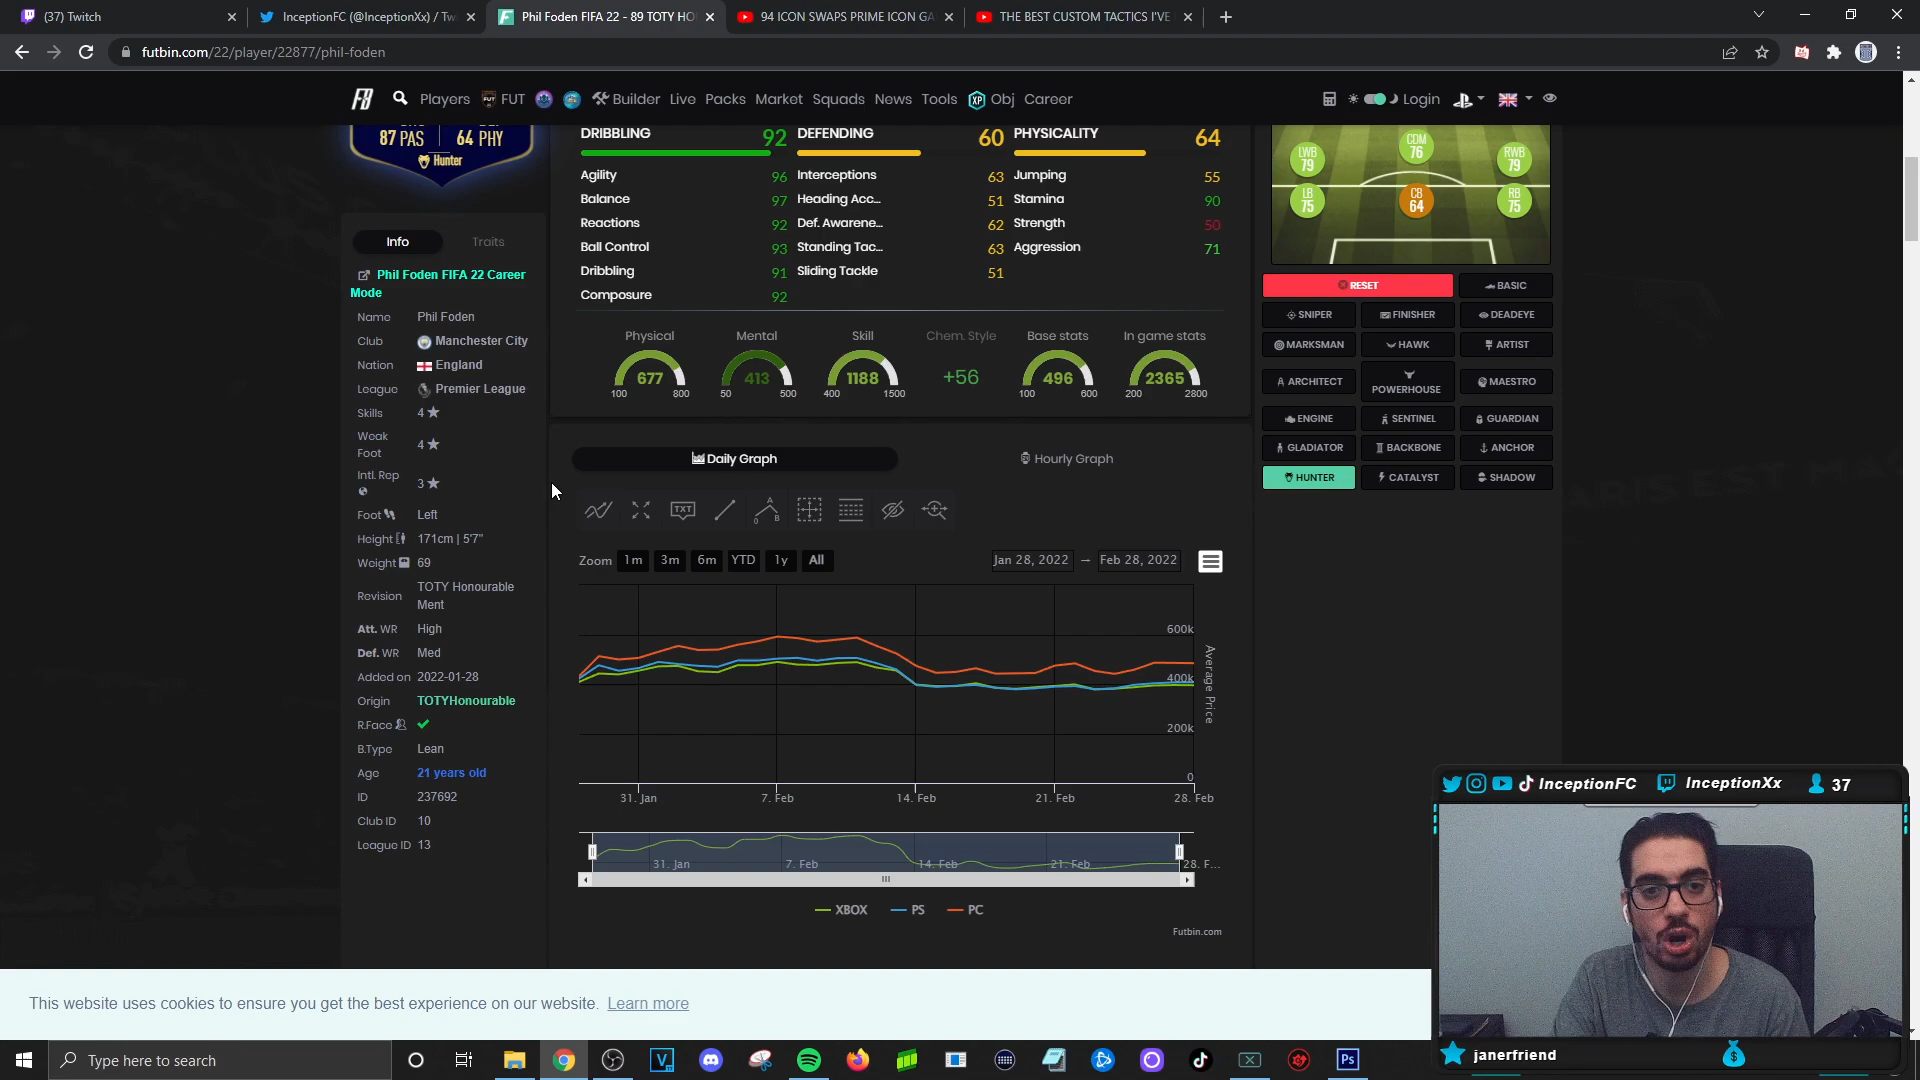 (37) Twitch
InceptionFC (@InceptionXx) / Tw
Phil Foden FIFA 22 - 89 TOTY HO
94 ICON SWAPS PRIME ICON GA
THE BEST CUSTOM TACTICS I'VE
futbin.com/22/player/22877/phil-foden
Players FUT Builder Live Packs Market Squads News Tools XP Obj Career Login
87 PAS 64 PHY
Hunter
DRIBBLING 92 DEFENDING 60 PHYSICALITY 64
Agility 96 Interceptions 63 Jumping 55
Balance 97 Heading Acc... 51 Stamina 90
Reactions 92 Def. Awarene... 62 Strength 50
Ball Control 93 Standing Tac... 63 Aggression 71
Dribbling 91 Sliding Tackle 51
Composure 92
Physical Mental Skill Chem. Style Base stats In game stats
677 413 1188 +56 496 2365
100 800 50 500 400 1500 100 600 200 2800
LWB 79 CDM 76 RWB 79
LB 75 CB 64 RB 75
RESET BASIC
SNIPER FINISHER DEADEYE
MARKSMAN HAWK ARTIST
ARCHITECT POWERHOUSE MAESTRO
ENGINE SENTINEL GUARDIAN
GLADIATOR BACKBONE ANCHOR
HUNTER CATALYST SHADOW
Info Traits
Phil Foden FIFA 22 Career
Mode
Name Phil Foden
Club Manchester City
Nation England
League Premier League
Skills 4
Weak Foot 4
Intl. Rep 3
Foot Left
Height 171cm | 5'7"
Weight 69
Revision TOTY Honourable Ment
Att. WR High
Def. WR Med
Added on 2022-01-28
Origin TOTYHonourable
R.Face
B.Type Lean
Age 21 years old
ID 237692
Club ID 10
League ID 13
Daily Graph Hourly Graph
TXT
A
0 B
Zoom 1m 3m 6m YTD 1y All Jan 28, 2022 → Feb 28, 2022
600k
400k
200k
0
Average Price
31. Jan 7. Feb 14. Feb 21. Feb 28. Feb
31. Jan 7. Feb 14. Feb 21. Feb 28. F...
XBOX PS PC
Futbin.com
InceptionFC InceptionXx 37
janerfriend
This website uses cookies to ensure you get the best experience on our website. Learn more
Type here to search
V
Ps